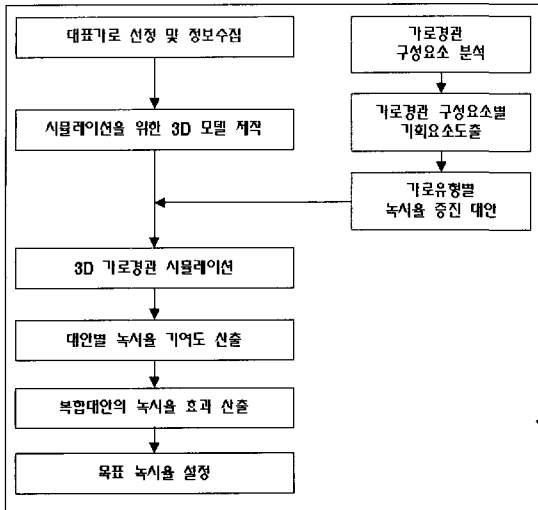 대표가로 선정 및 정보수집
시뮬레이션을 위한 3D 모델 제작
가로경관
구성요소 분석
가로경관 구성요소별
기획요소도출
가로유형별
녹시율 증진 대안
3D 가로경관 시뮬레이션
대안별 녹시율 기여도 산출
복합대안의 녹시율 효과 산출
목표 녹시율 설정